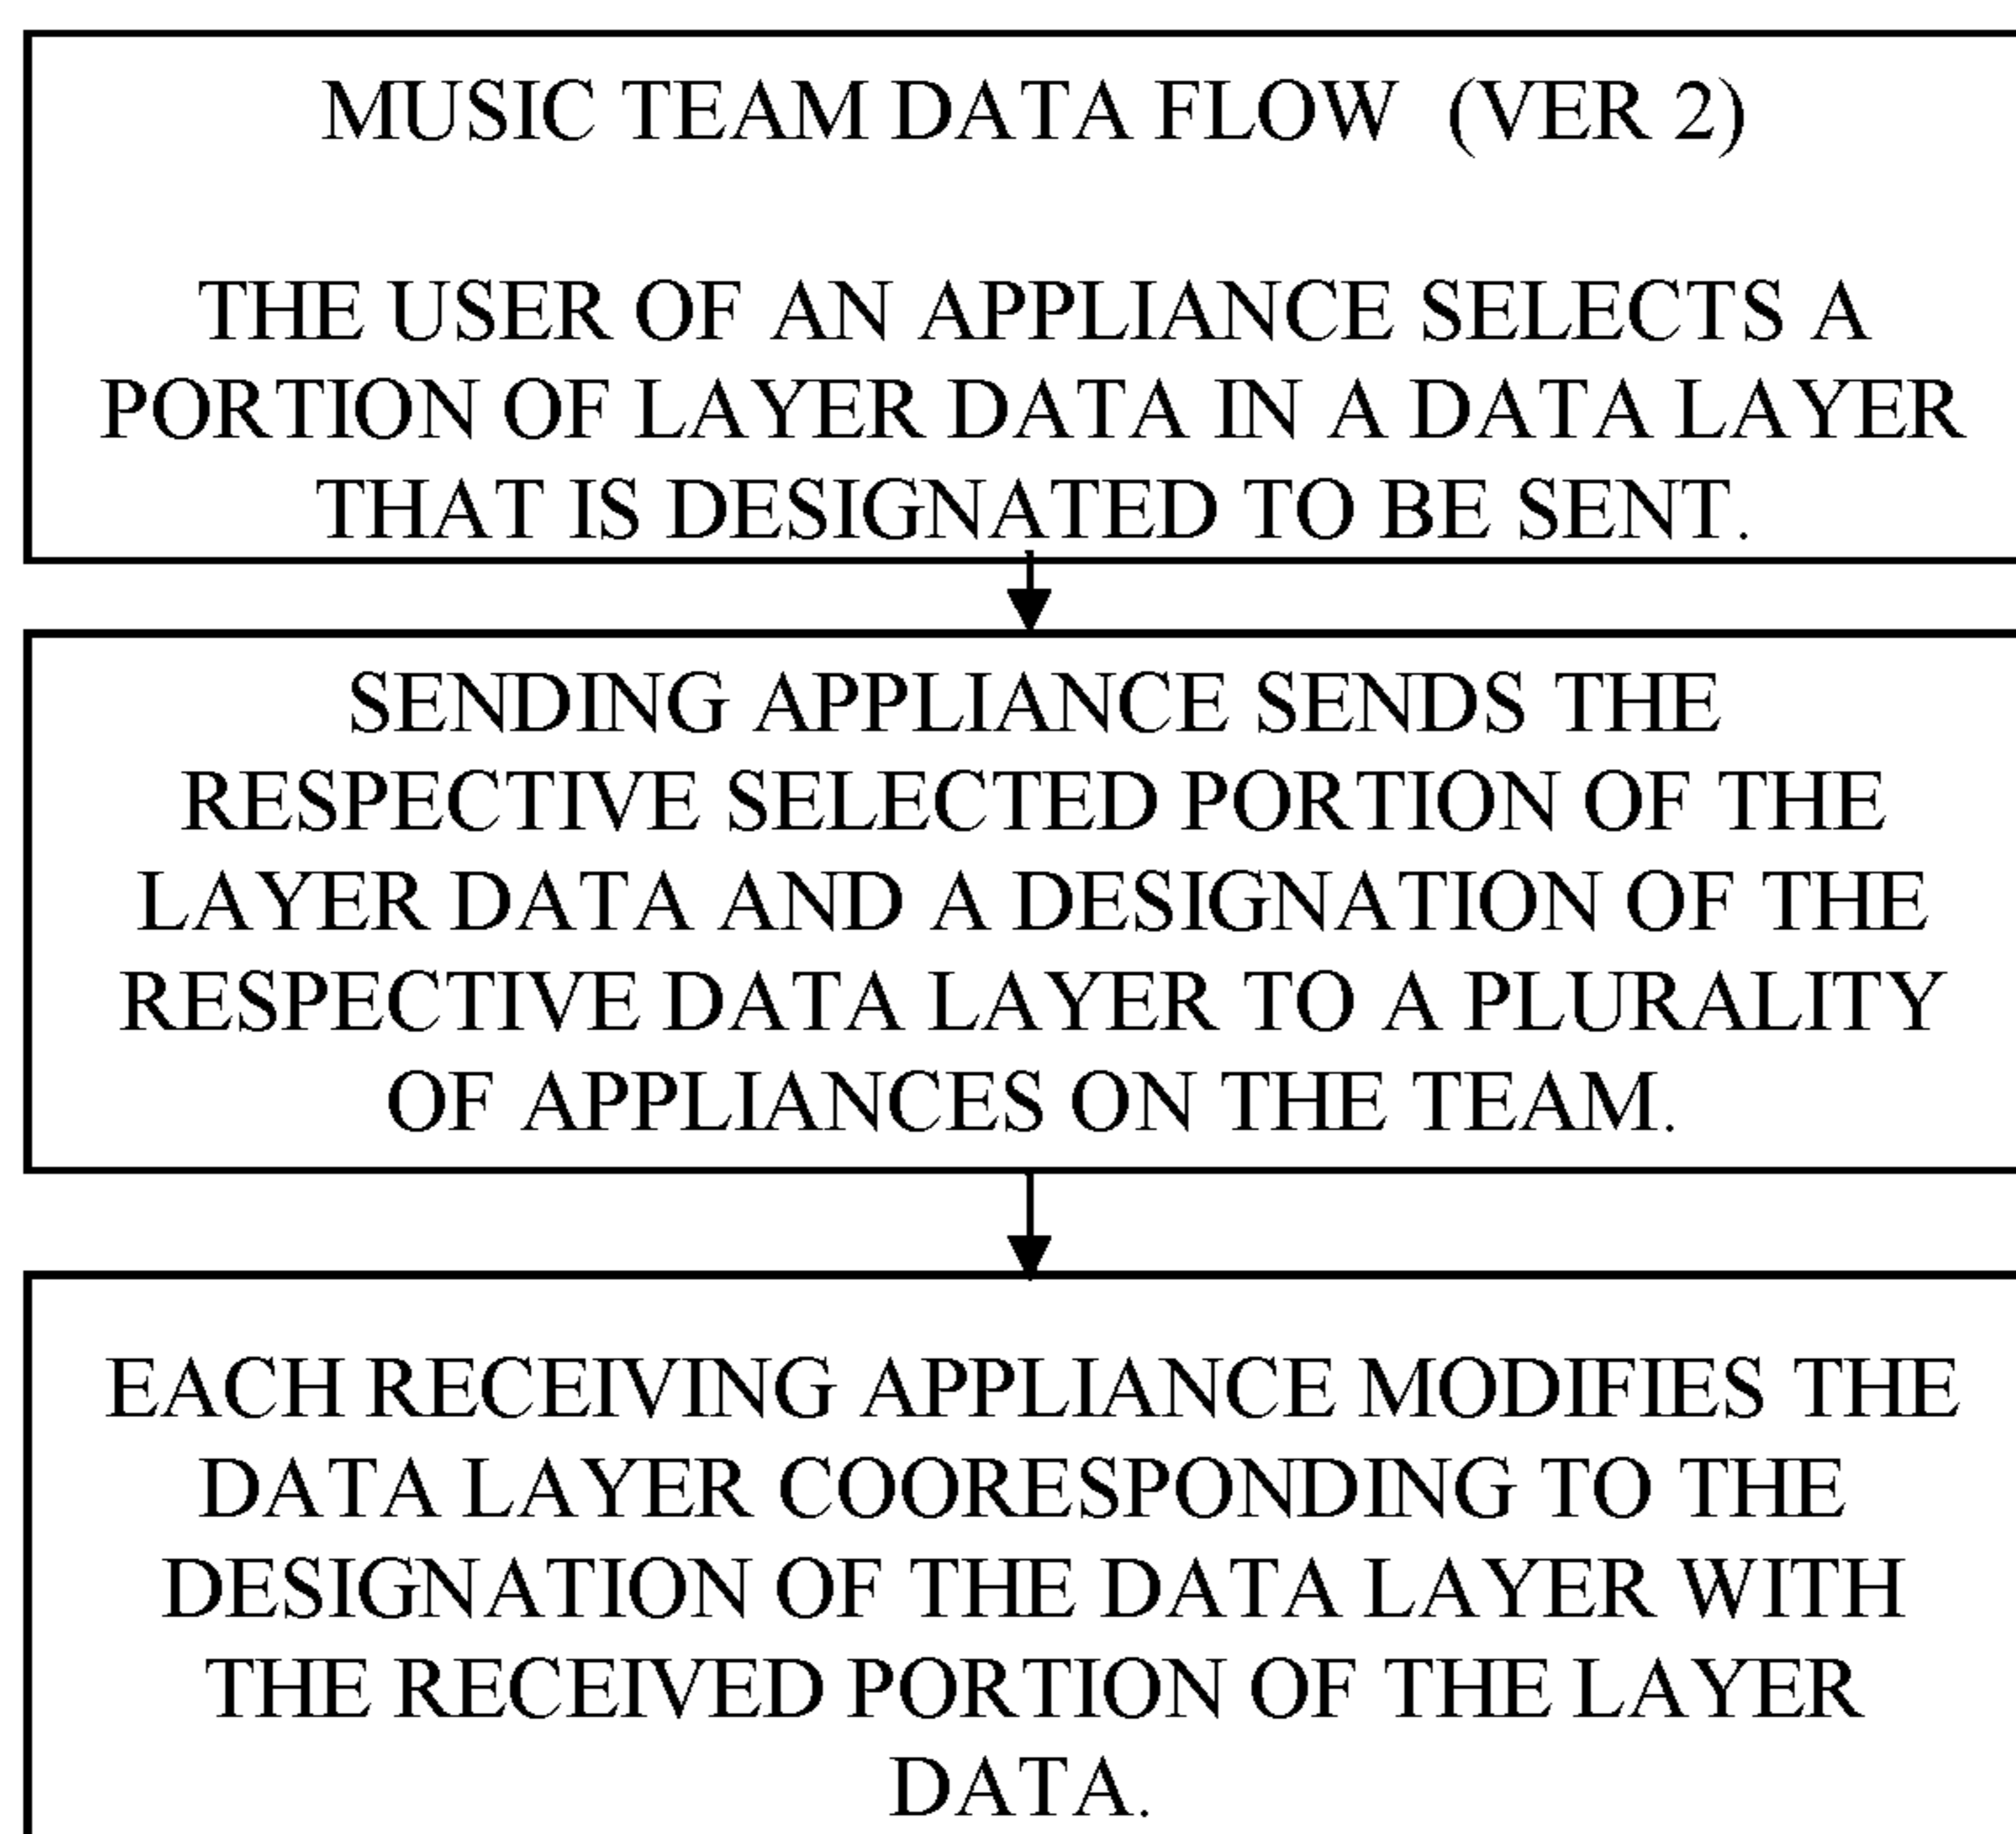 MUSIC TEAM DATA FLOW (VER 2)
THE USER OF AN APPLIANCE SELECTS A
PORTION OF LAYER DATA IN A DATA LAYER
THAT IS DESIGNATED TO BE SENT.
SENDING APPLIANCE SENDS THE
RESPECTIVE SELECTED PORTION OF THE
LAYER DATA AND A DESIGNATION OF THE
RESPECTIVE DATA LAYER TO A PLURALITY
OF APPLIANCES ON THE TEAM.
EACH RECEIVING APPLIANCE MODIFIES THE
DATA LAYER COORESPONDING TO THE
DESIGNATION OF THE DATA LAYER WITH
THE RECEIVED PORTION OF THE LAYER
DATA.